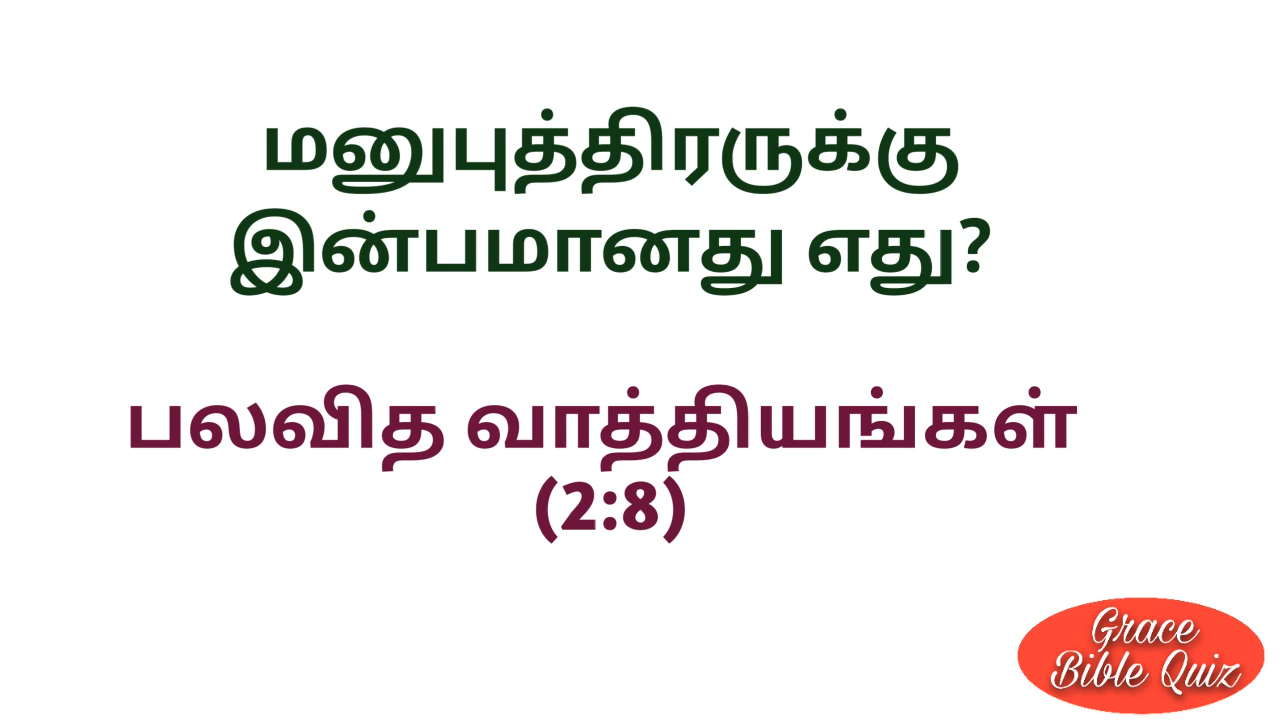 மனுபுத்திரருக்கு
இன்பமானது எது?
பலவித வாத்தியங்கள்
(2:8)
Grace
Bible Quiz